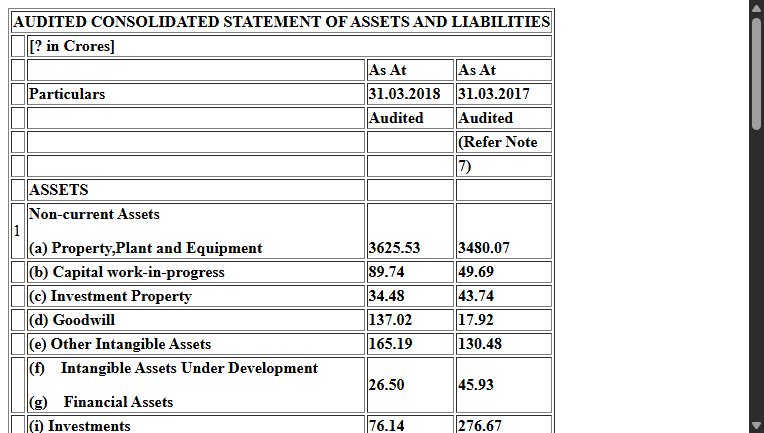 AUDITED CONSOLIDATED STATEMENT OF ASSETS AND LIABILITIES
[? in Crores]
As At As At
Particulars 31.03.2018 31.03.2017
Audited Audited
(Refer Note
7)
ASSETS
1 Non-current Assets
(a) Property,Plant and Equipment 3625.53 3480.07
(b) Capital work-in-progress 89.74 49.69
(c) Investment Property 34.48 43.74
(d) Goodwill 137.02 17.92
(e) Other Intangible Assets 165.19 130.48
(f) Intangible Assets Under Development 26.50 45.93
(g) Financial Assets
(i) Investments 76.14 276.67